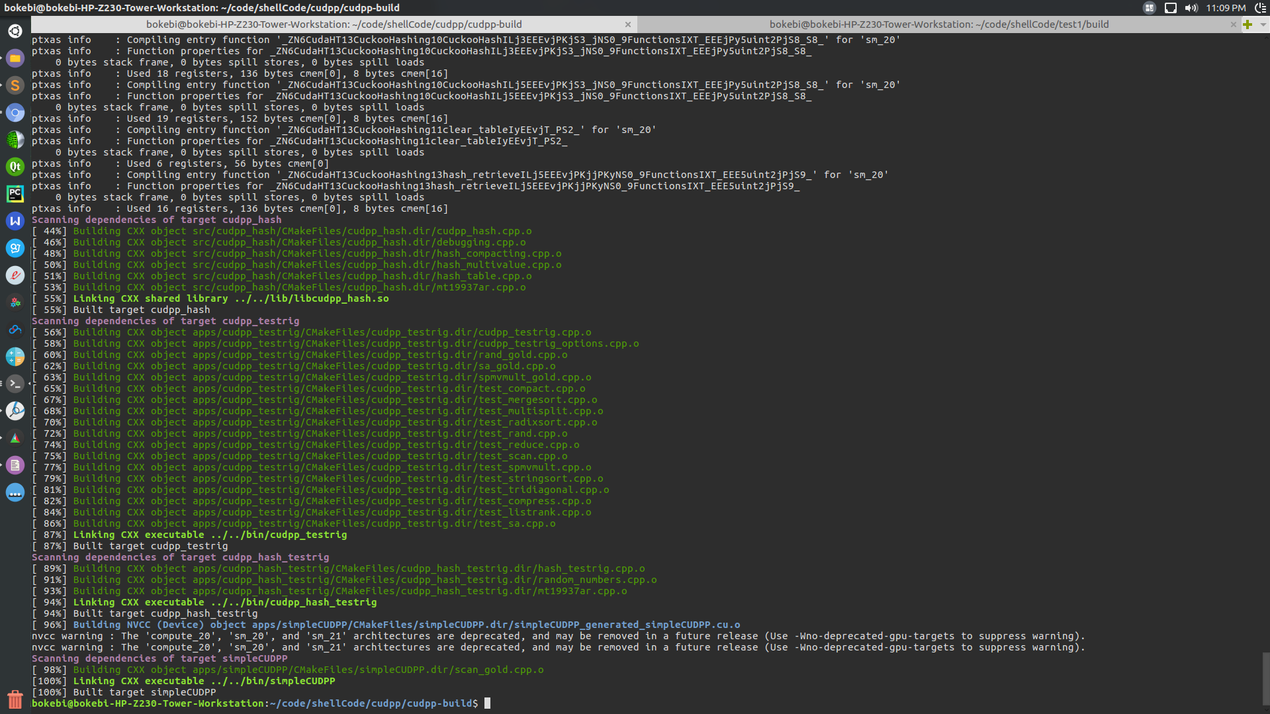 bokebi@bokebi-HP-Z230-Tower-Workstation: ~/code/shellCode/cudpp/cudpp-build
11:09 PM
bokebi@bokebi-HP-Z230-Tower-Workstation: ~/code/shellCode/cudpp/cudpp-build
bokebi@bokebi-HP-Z230-Tower-Workstation: ~/code/shellCode/test1/build
ptxas info    : Compiling entry function '_ZN6CudaHT13CuckooHashing10CuckooHashILj3EEEvjPKjS3_jNS0_9FunctionsIXT_EEEjPy5uint2PjS8_S8_' for 'sm_20'
ptxas info    : Function properties for _ZN6CudaHT13CuckooHashing10CuckooHashILj3EEEvjPKjS3_jNS0_9FunctionsIXT_EEEjPy5uint2PjS8_S8_
    0 bytes stack frame, 0 bytes spill stores, 0 bytes spill loads
ptxas info    : Used 18 registers, 136 bytes cmem[0], 8 bytes cmem[16]
ptxas info    : Compiling entry function '_ZN6CudaHT13CuckooHashing10CuckooHashILj5EEEvjPKjS3_jNS0_9FunctionsIXT_EEEjPy5uint2PjS8_S8_' for 'sm_20'
ptxas info    : Function properties for _ZN6CudaHT13CuckooHashing10CuckooHashILj5EEEvjPKjS3_jNS0_9FunctionsIXT_EEEjPy5uint2PjS8_S8_
    0 bytes stack frame, 0 bytes spill stores, 0 bytes spill loads
ptxas info    : Used 19 registers, 152 bytes cmem[0], 8 bytes cmem[16]
ptxas info    : Compiling entry function '_ZN6CudaHT13CuckooHashing11clear_tableIyEEvjT_PS2_' for 'sm_20'
ptxas info    : Function properties for _ZN6CudaHT13CuckooHashing11clear_tableIyEEvjT_PS2_
    0 bytes stack frame, 0 bytes spill stores, 0 bytes spill loads
ptxas info    : Used 6 registers, 56 bytes cmem[0]
ptxas info    : Compiling entry function '_ZN6CudaHT13CuckooHashing13hash_retrieveILj5EEEvjPKjjPKyNS0_9FunctionsIXT_EEE5uint2PjS9_' for 'sm_20'
ptxas info    : Function properties for _ZN6CudaHT13CuckooHashing13hash_retrieveILj5EEEvjPKjjPKyNS0_9FunctionsIXT_EEE5uint2PjS9_
    0 bytes stack frame, 0 bytes spill stores, 0 bytes spill loads
ptxas info    : Used 16 registers, 136 bytes cmem[0], 8 bytes cmem[16]
Scanning dependencies of target cudpp_hash
[ 44%] Building CXX object src/cudpp_hash/CMakeFiles/cudpp_hash.dir/cudpp_hash.cpp.o
[ 46%] Building CXX object src/cudpp_hash/CMakeFiles/cudpp_hash.dir/debugging.cpp.o
[ 48%] Building CXX object src/cudpp_hash/CMakeFiles/cudpp_hash.dir/hash_compacting.cpp.o
[ 50%] Building CXX object src/cudpp_hash/CMakeFiles/cudpp_hash.dir/hash_multivalue.cpp.o
[ 51%] Building CXX object src/cudpp_hash/CMakeFiles/cudpp_hash.dir/hash_table.cpp.o
[ 53%] Building CXX object src/cudpp_hash/CMakeFiles/cudpp_hash.dir/mt19937ar.cpp.o
[ 55%] Linking CXX shared library ../../lib/libcudpp_hash.so
[ 55%] Built target cudpp_hash
Scanning dependencies of target cudpp_testrig
[ 56%] Building CXX object apps/cudpp_testrig/CMakeFiles/cudpp_testrig.dir/cudpp_testrig.cpp.o
[ 58%] Building CXX object apps/cudpp_testrig/CMakeFiles/cudpp_testrig.dir/cudpp_testrig_options.cpp.o
[ 60%] Building CXX object apps/cudpp_testrig/CMakeFiles/cudpp_testrig.dir/rand_gold.cpp.o
[ 62%] Building CXX object apps/cudpp_testrig/CMakeFiles/cudpp_testrig.dir/sa_gold.cpp.o
[ 63%] Building CXX object apps/cudpp_testrig/CMakeFiles/cudpp_testrig.dir/spmvmult_gold.cpp.o
[ 65%] Building CXX object apps/cudpp_testrig/CMakeFiles/cudpp_testrig.dir/test_compact.cpp.o
[ 67%] Building CXX object apps/cudpp_testrig/CMakeFiles/cudpp_testrig.dir/test_mergesort.cpp.o
[ 68%] Building CXX object apps/cudpp_testrig/CMakeFiles/cudpp_testrig.dir/test_multisplit.cpp.o
[ 70%] Building CXX object apps/cudpp_testrig/CMakeFiles/cudpp_testrig.dir/test_radixsort.cpp.o
[ 72%] Building CXX object apps/cudpp_testrig/CMakeFiles/cudpp_testrig.dir/test_rand.cpp.o
[ 74%] Building CXX object apps/cudpp_testrig/CMakeFiles/cudpp_testrig.dir/test_reduce.cpp.o
[ 75%] Building CXX object apps/cudpp_testrig/CMakeFiles/cudpp_testrig.dir/test_scan.cpp.o
[ 77%] Building CXX object apps/cudpp_testrig/CMakeFiles/cudpp_testrig.dir/test_spmvmult.cpp.o
[ 79%] Building CXX object apps/cudpp_testrig/CMakeFiles/cudpp_testrig.dir/test_stringsort.cpp.o
[ 81%] Building CXX object apps/cudpp_testrig/CMakeFiles/cudpp_testrig.dir/test_tridiagonal.cpp.o
[ 82%] Building CXX object apps/cudpp_testrig/CMakeFiles/cudpp_testrig.dir/test_compress.cpp.o
[ 84%] Building CXX object apps/cudpp_testrig/CMakeFiles/cudpp_testrig.dir/test_listrank.cpp.o
[ 86%] Building CXX object apps/cudpp_testrig/CMakeFiles/cudpp_testrig.dir/test_sa.cpp.o
[ 87%] Linking CXX executable ../../bin/cudpp_testrig
[ 87%] Built target cudpp_testrig
Scanning dependencies of target cudpp_hash_testrig
[ 89%] Building CXX object apps/cudpp_hash_testrig/CMakeFiles/cudpp_hash_testrig.dir/hash_testrig.cpp.o
[ 91%] Building CXX object apps/cudpp_hash_testrig/CMakeFiles/cudpp_hash_testrig.dir/random_numbers.cpp.o
[ 93%] Building CXX object apps/cudpp_hash_testrig/CMakeFiles/cudpp_hash_testrig.dir/mt19937ar.cpp.o
[ 94%] Linking CXX executable ../../bin/cudpp_hash_testrig
[ 94%] Built target cudpp_hash_testrig
[ 96%] Building NVCC (Device) object apps/simpleCUDPP/CMakeFiles/simpleCUDPP.dir/simpleCUDPP_generated_simpleCUDPP.cu.o
nvcc warning : The 'compute_20', 'sm_20', and 'sm_21' architectures are deprecated, and may be removed in a future release (Use -Wno-deprecated-gpu-targets to suppress warning).
nvcc warning : The 'compute_20', 'sm_20', and 'sm_21' architectures are deprecated, and may be removed in a future release (Use -Wno-deprecated-gpu-targets to suppress warning).
Scanning dependencies of target simpleCUDPP
[ 98%] Building CXX object apps/simpleCUDPP/CMakeFiles/simpleCUDPP.dir/scan_gold.cpp.o
[100%] Linking CXX executable ../../bin/simpleCUDPP
[100%] Built target simpleCUDPP
bokebi@bokebi-HP-Z230-Tower-Workstation:~/code/shellCode/cudpp/cudpp-build$